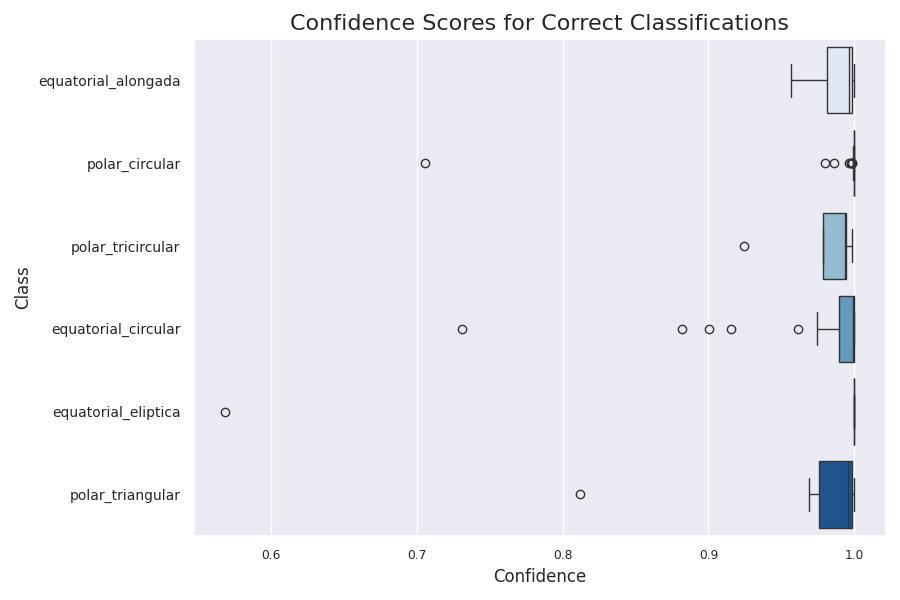 Confidence Scores for Correct Classifications
equatorial_alongada
polar_circular
polar_tricircular
equatorial_circular
equatorial_eliptica
polar_triangular
Class
0.6 0.7 0.8 0.9 1.0
Confidence